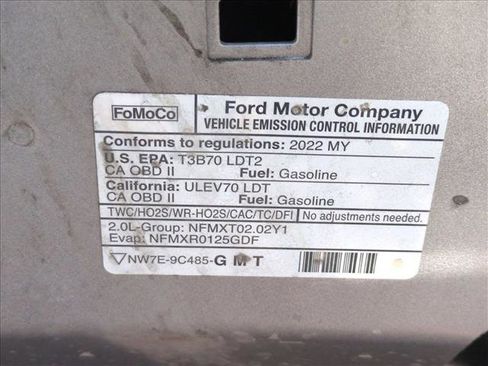 FoMoCo
Ford Motor Company
VEHICLE EMISSION CONTROL INFORMATION
Conforms to regulations: 2022 MY
U.S. EPA: T3B70 LDT2
CA OBD II Fuel: Gasoline
California: ULEV70 LDT
CA OBD II Fuel: Gasoline
TWC/HO2S/WR-HO2S/CAC/TC/DFI No adjustments needed.
2.0L-Group: NFMXT02.02Y1
Evap: NFMXR0125GDF
NW7E-9C485-G M T